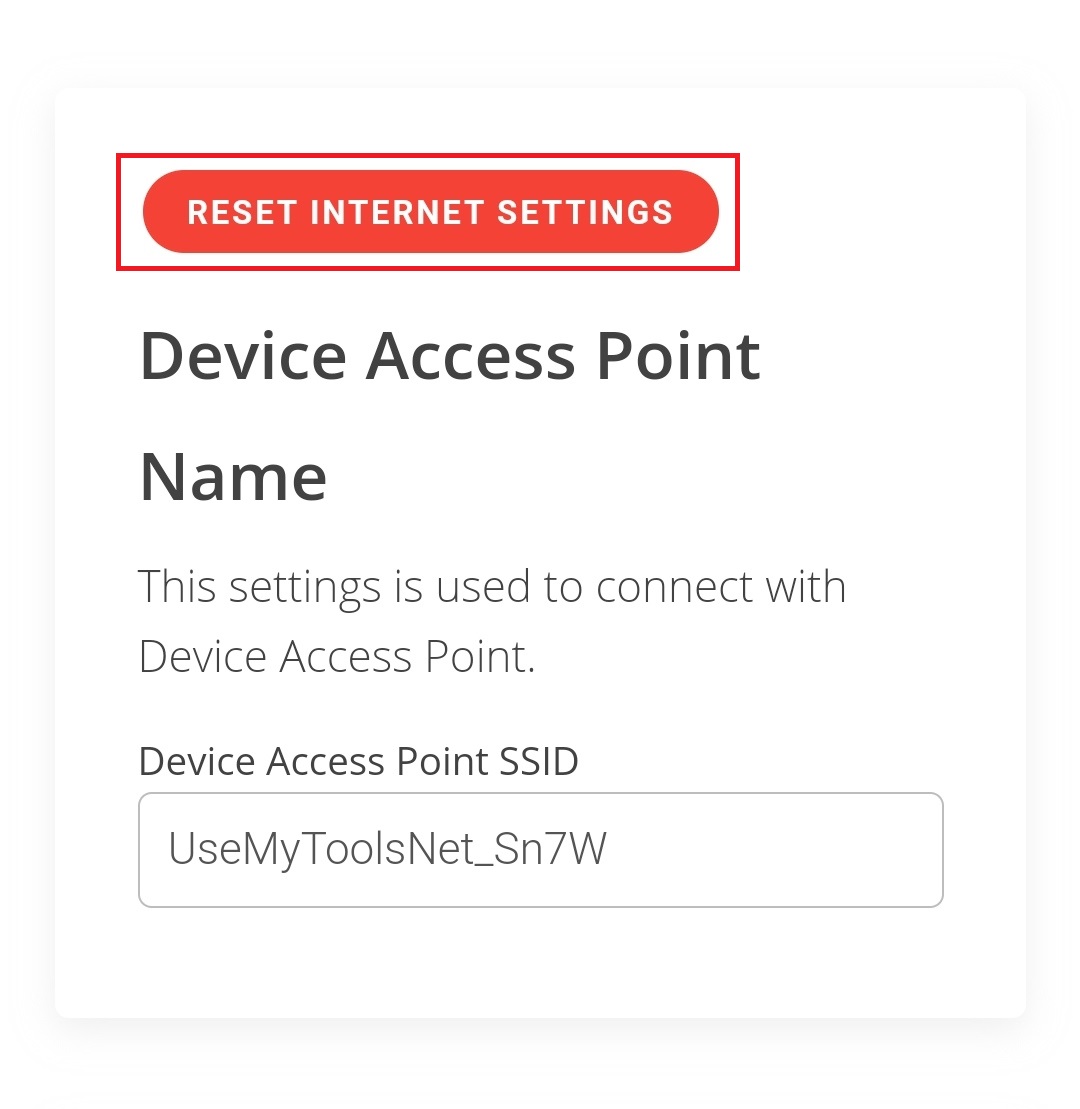 RESET INTERNET SETTINGS
Device Access Point
Name
This settings is used to connect with
Device Access Point.
Device Access Point SSID
UseMyToolsNet_Sn7W